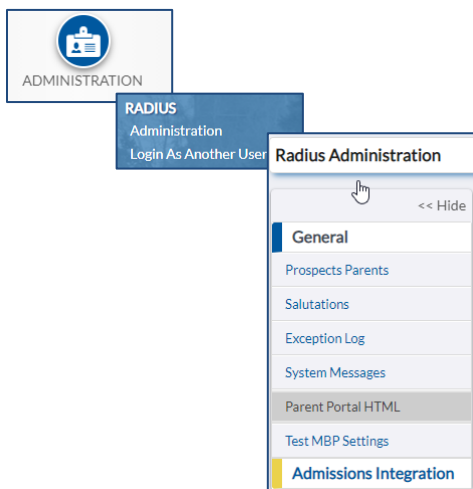 ADMINISTRATION
RADIUS
Administration
Login As Another User
Radius Administration
<< Hide
General
Prospects Parents
Salutations
Exception Log
System Messages
Parent Portal HTML
Test MBP Settings
Admissions Integration